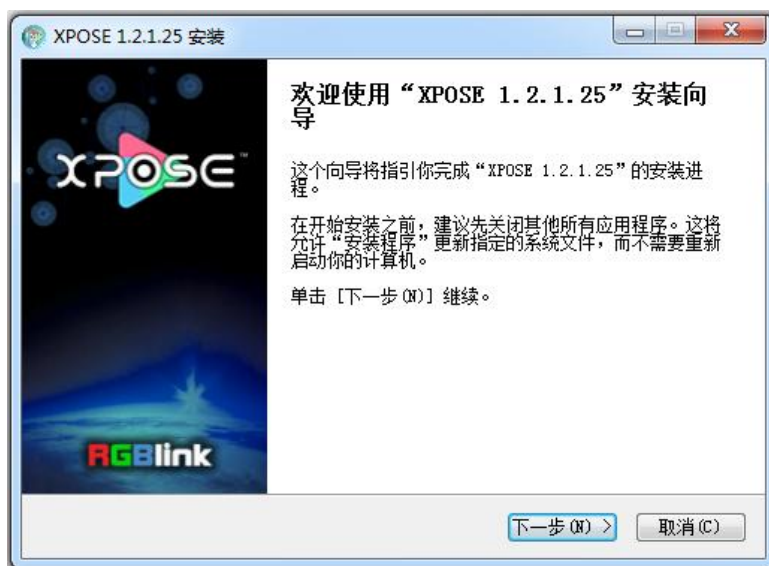 XPOSE 1.2.1.25 安装
XPOSE™
RGBlink
欢迎使用“XPOSE 1.2.1.25”安装向
导
这个向导将指引你完成“XPOSE 1.2.1.25”的安装进
程。
在开始安装之前，建议先关闭其他所有应用程序。这将
允许“安装程序”更新指定的系统文件，而不需要重新
启动你的计算机。
单击 [下一步(N)] 继续。
下一步(N) >
取消(C)